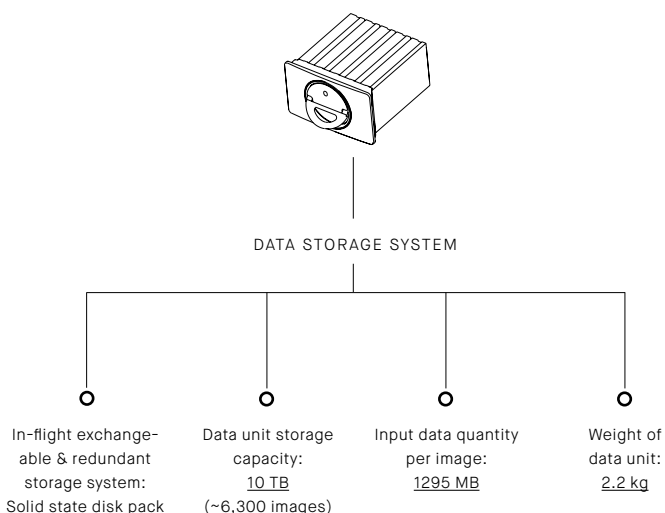 DATA STORAGE SYSTEM
In-flight exchange-
able & redundant
storage system:
Solid state disk pack
Data unit storage
capacity:
10 TB
(~6,300 images)
Input data quantity
per image:
1295 MB
Weight of
data unit:
2.2 kg